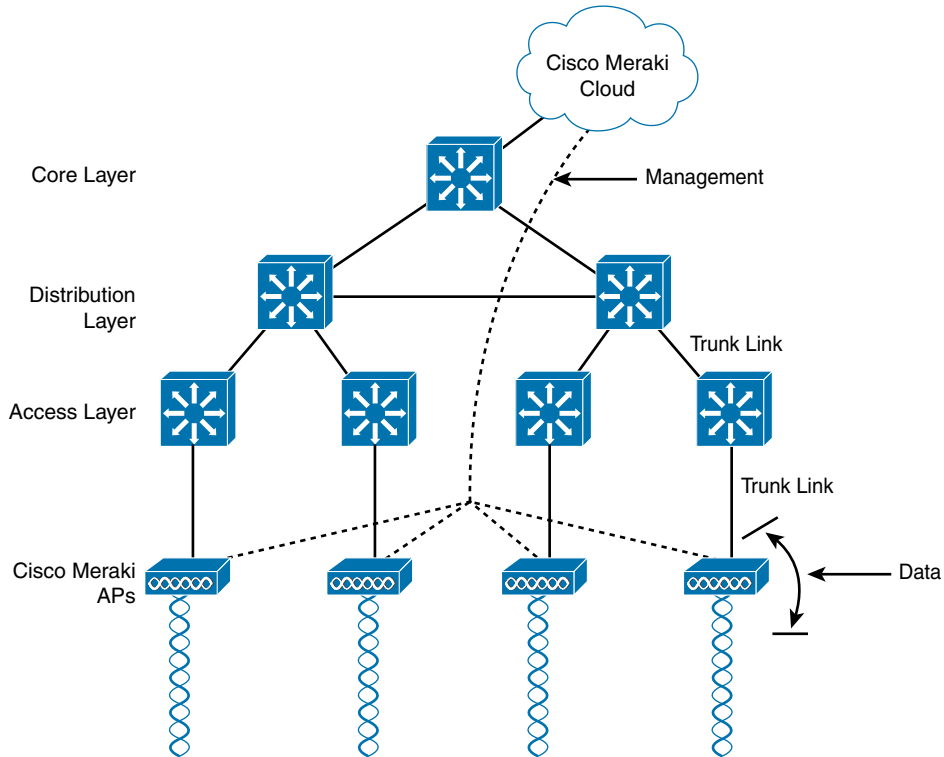 Cisco Meraki
Cloud
Core Layer
Management
Distribution
Layer
Trunk Link
Access Layer
Trunk Link
Cisco Meraki
APs
Data